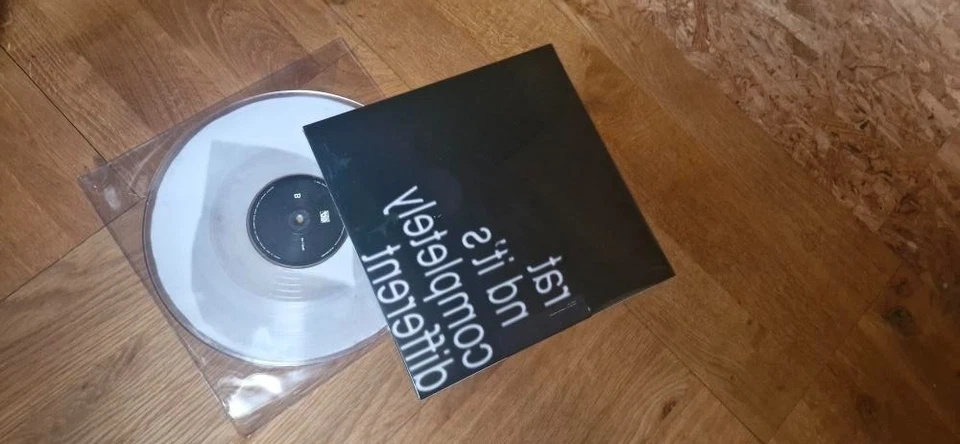 rat
nd it's
completely
different
B